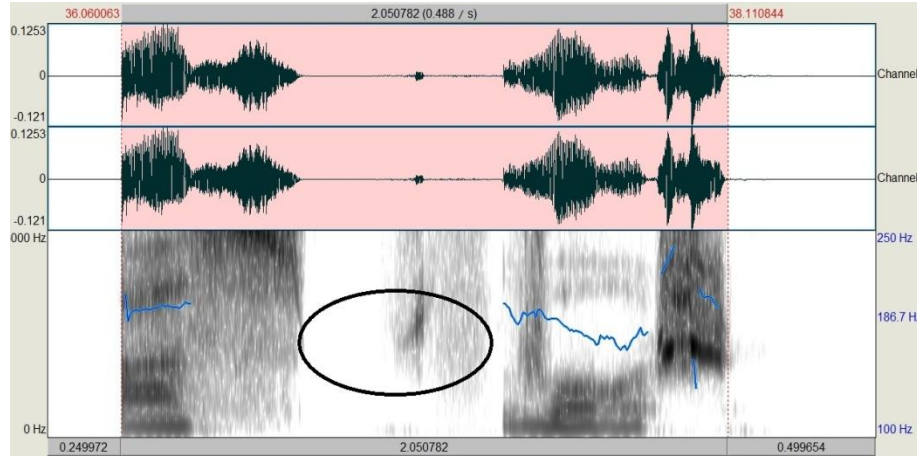 36.060063 2.050782 (0.488 / s) 38.110844
0.1253
0
-0.121
Channel
0.1253
0
-0.121
Channel
000 Hz 250 Hz
186.7 H
0 Hz 100 Hz
0.249972 2.050782 0.499654